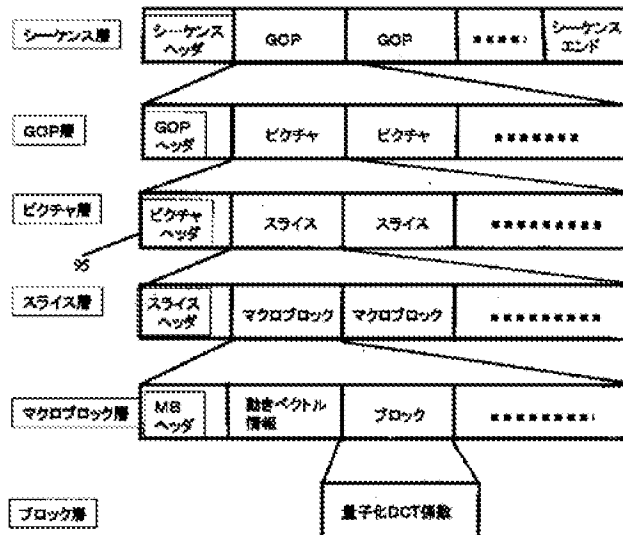 シーケンス層
シーケンス
ヘッダ
GOP
GOP
シーケンス
エンド
GOP層
GOP
ヘッダ
ピクチャ
ピクチャ
ピクチャ層
ピクチャ
ヘッダ
スライス
スライス
95
スライス層
スライス
ヘッダ
マクロブロック
マクロブロック
マクロブロック層
MB
ヘッダ
動きベクトル
情報
ブロック
ブロック層
量子化DCT係数